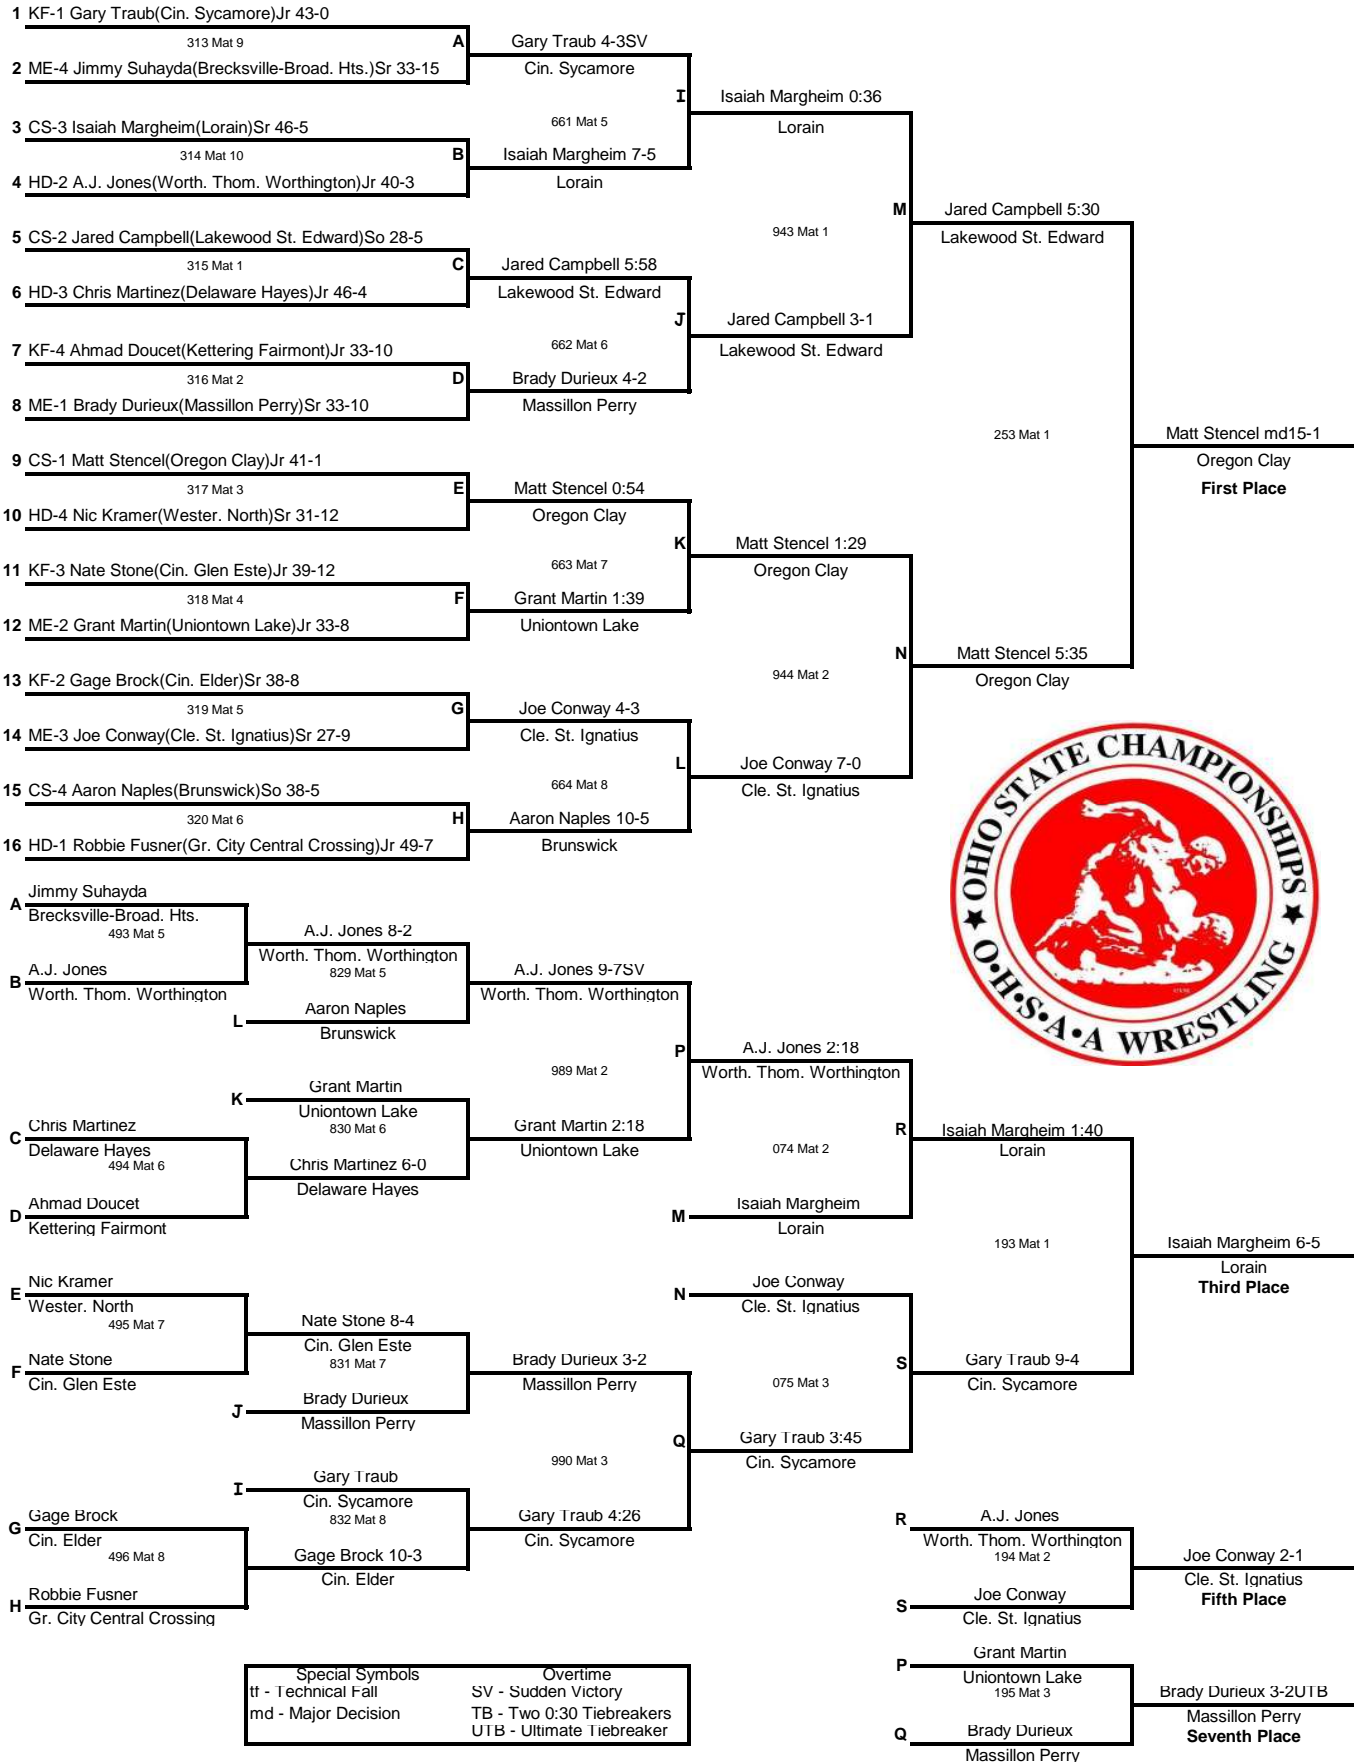 1 KF-1 Gary Traub(Cin. Sycamore)Jr 43-0
313 Mat 9
A
2 ME-4 Jimmy Suhayda(Brecksville-Broad. Hts.)Sr 33-15
Gary Traub 4-3SV
Cin. Sycamore
3 CS-3 Isaiah Margheim(Lorain)Sr 46-5
314 Mat 10
B
4 HD-2 A.J. Jones(Worth. Thom. Worthington)Jr 40-3
661 Mat 5
I
Isaiah Margheim 7-5
Lorain
Isaiah Margheim 0:36
Lorain
5 CS-2 Jared Campbell(Lakewood St. Edward)So 28-5
315 Mat 1
C
6 HD-3 Chris Martinez(Delaware Hayes)Jr 46-4
Jared Campbell 5:58
Lakewood St. Edward
943 Mat 1
M
Jared Campbell 5:30
Lakewood St. Edward
7 KF-4 Ahmad Doucet(Kettering Fairmont)Jr 33-10
316 Mat 2
D
8 ME-1 Brady Durieux(Massillon Perry)Sr 33-10
662 Mat 6
J
Brady Durieux 4-2
Massillon Perry
Jared Campbell 3-1
Lakewood St. Edward
253 Mat 1
Matt Stencel md15-1
Oregon Clay
First Place
9 CS-1 Matt Stencel(Oregon Clay)Jr 41-1
317 Mat 3
E
10 HD-4 Nic Kramer(Wester. North)Sr 31-12
Matt Stencel 0:54
Oregon Clay
11 KF-3 Nate Stone(Cin. Glen Este)Jr 39-12
318 Mat 4
F
12 ME-2 Grant Martin(Uniontown Lake)Jr 33-8
663 Mat 7
K
Grant Martin 1:39
Uniontown Lake
Matt Stencel 1:29
Oregon Clay
13 KF-2 Gage Brock(Cin. Elder)Sr 38-8
319 Mat 5
G
14 ME-3 Joe Conway(Cle. St. Ignatius)Sr 27-9
Joe Conway 4-3
Cle. St. Ignatius
944 Mat 2
N
Matt Stencel 5:35
Oregon Clay
15 CS-4 Aaron Naples(Brunswick)So 38-5
320 Mat 6
H
16 HD-1 Robbie Fusner(Gr. City Central Crossing)Jr 49-7
664 Mat 8
L
Aaron Naples 10-5
Brunswick
Joe Conway 7-0
Cle. St. Ignatius
OHIO STATE CHAMPIONSHIPS
O•H•S•A•A WRESTLING
A Jimmy Suhayda
Brecksville-Broad. Hts.
493 Mat 5
B A.J. Jones
Worth. Thom. Worthington
A.J. Jones 8-2
Worth. Thom. Worthington
829 Mat 5
L Aaron Naples
Brunswick
A.J. Jones 9-7SV
Worth. Thom. Worthington
K Grant Martin
Uniontown Lake
830 Mat 6
C Chris Martinez
Delaware Hayes
494 Mat 6
D Ahmad Doucet
Kettering Fairmont
Chris Martinez 6-0
Delaware Hayes
989 Mat 2
P
Grant Martin 2:18
Uniontown Lake
A.J. Jones 2:18
Worth. Thom. Worthington
074 Mat 2
R
M Isaiah Margheim
Lorain
Isaiah Margheim 1:40
Lorain
193 Mat 1
Isaiah Margheim 6-5
Lorain
Third Place
E Nic Kramer
Wester. North
495 Mat 7
F Nate Stone
Cin. Glen Este
Nate Stone 8-4
Cin. Glen Este
831 Mat 7
J Brady Durieux
Massillon Perry
Brady Durieux 3-2
Massillon Perry
N Joe Conway
Cle. St. Ignatius
075 Mat 3
S
Gary Traub 9-4
Cin. Sycamore
I Gary Traub
Cin. Sycamore
832 Mat 8
G Gage Brock
Cin. Elder
496 Mat 8
H Robbie Fusner
Gr. City Central Crossing
Gage Brock 10-3
Cin. Elder
990 Mat 3
Q
Gary Traub 4:26
Cin. Sycamore
Gary Traub 3:45
Cin. Sycamore
R A.J. Jones
Worth. Thom. Worthington
194 Mat 2
S Joe Conway
Cle. St. Ignatius
Joe Conway 2-1
Cle. St. Ignatius
Fifth Place
P Grant Martin
Uniontown Lake
195 Mat 3
Q Brady Durieux
Massillon Perry
Brady Durieux 3-2UTB
Massillon Perry
Seventh Place
Special Symbols
tf - Technical Fall
md - Major Decision
Overtime
SV - Sudden Victory
TB - Two 0:30 Tiebreakers
UTB - Ultimate Tiebreaker